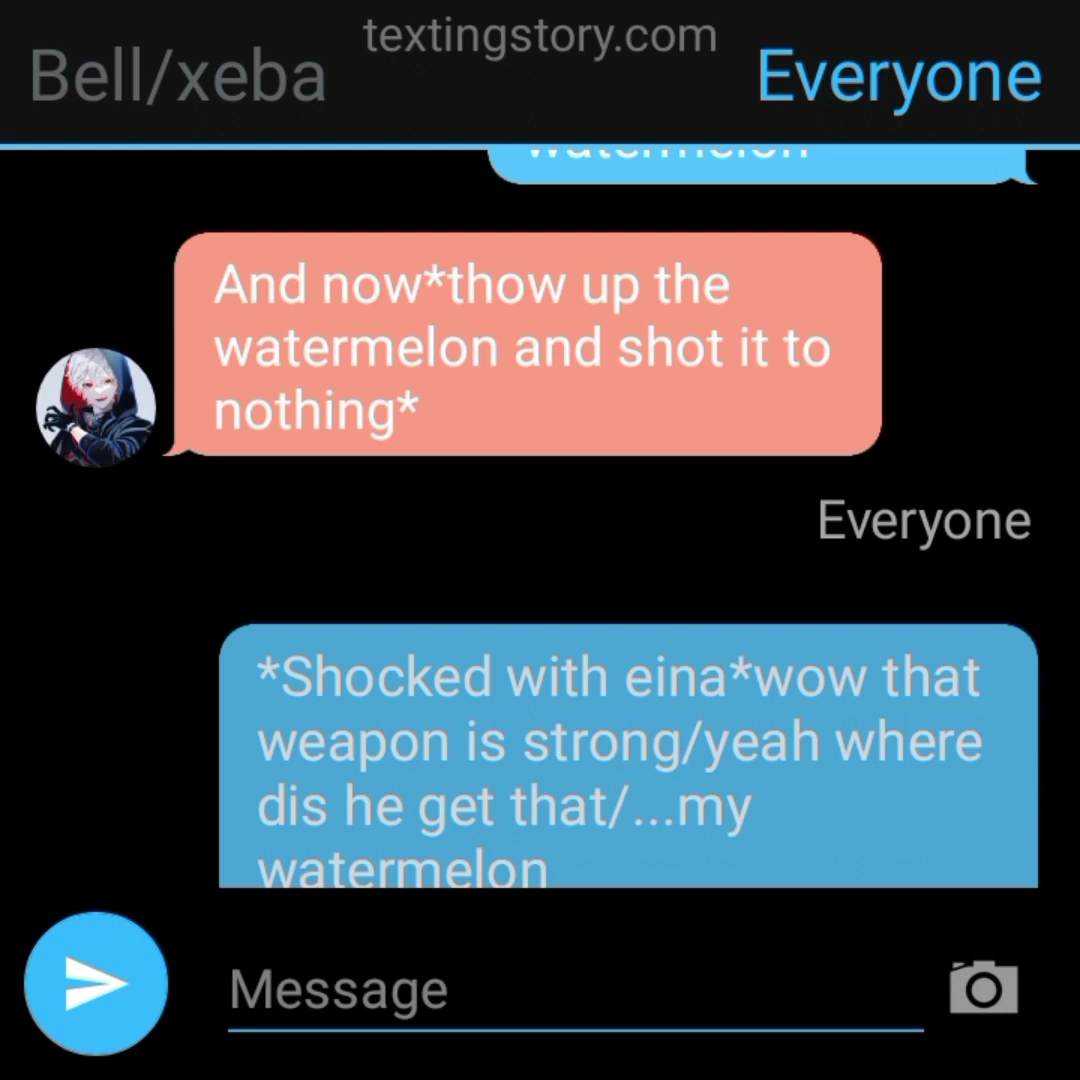 textingstory.com
Bell/xeba
Everyone
watermelon
And now*thow up the
watermelon and shot it to
nothing*
Everyone
*Shocked with eina*wow that
weapon is strong/yeah where
dis he get that/...my
watermelon
Message